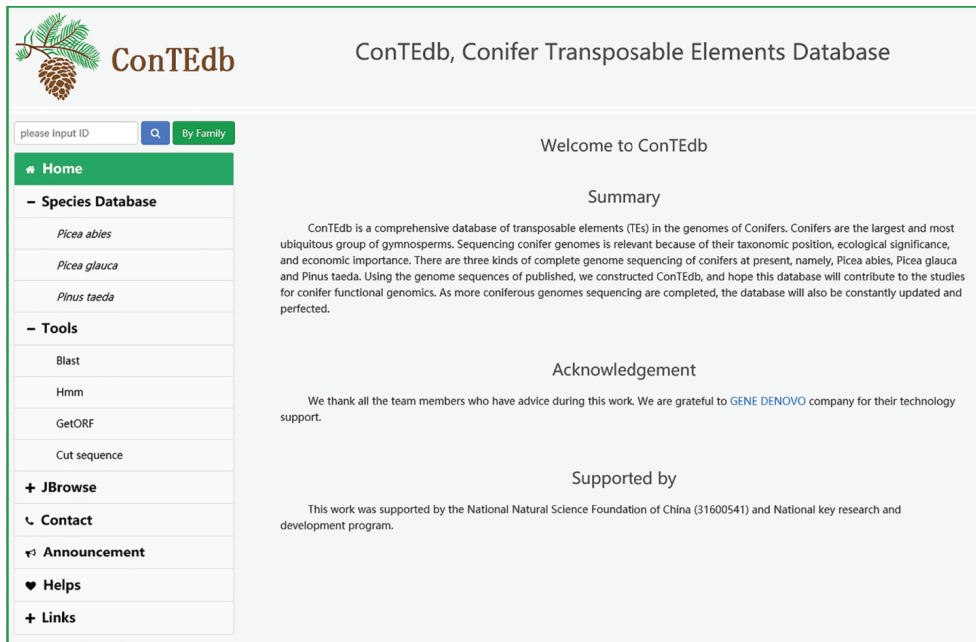 ConTEdb
ConTEdb, Conifer Transposable Elements Database
please input ID
By Family
Home
Species Database
Picea abies
Picea glauca
Pinus taeda
Tools
Blast
Hmm
GetORF
Cut sequence
JBrowse
Contact
Announcement
Helps
Links
Welcome to ConTEdb
Summary
ConTEdb is a comprehensive database of transposable elements (TEs) in the genomes of Conifers. Conifers are the largest and most
ubiquitous group of gymnosperms. Sequencing conifer genomes is relevant because of their taxonomic position, ecological significance,
and economic importance. There are three kinds of complete genome sequencing of conifers at present, namely, Picea abies, Picea glauca
and Pinus taeda. Using the genome sequences of published, we constructed ConTEdb, and hope this database will contribute to the studies
for conifer functional genomics. As more coniferous genomes sequencing are completed, the database will also be constantly updated and
perfected.
Acknowledgement
We thank all the team members who have advice during this work. We are grateful to GENE DENOVO company for their technology
support.
Supported by
This work was supported by the National Natural Science Foundation of China (31600541) and National key research and
development program.